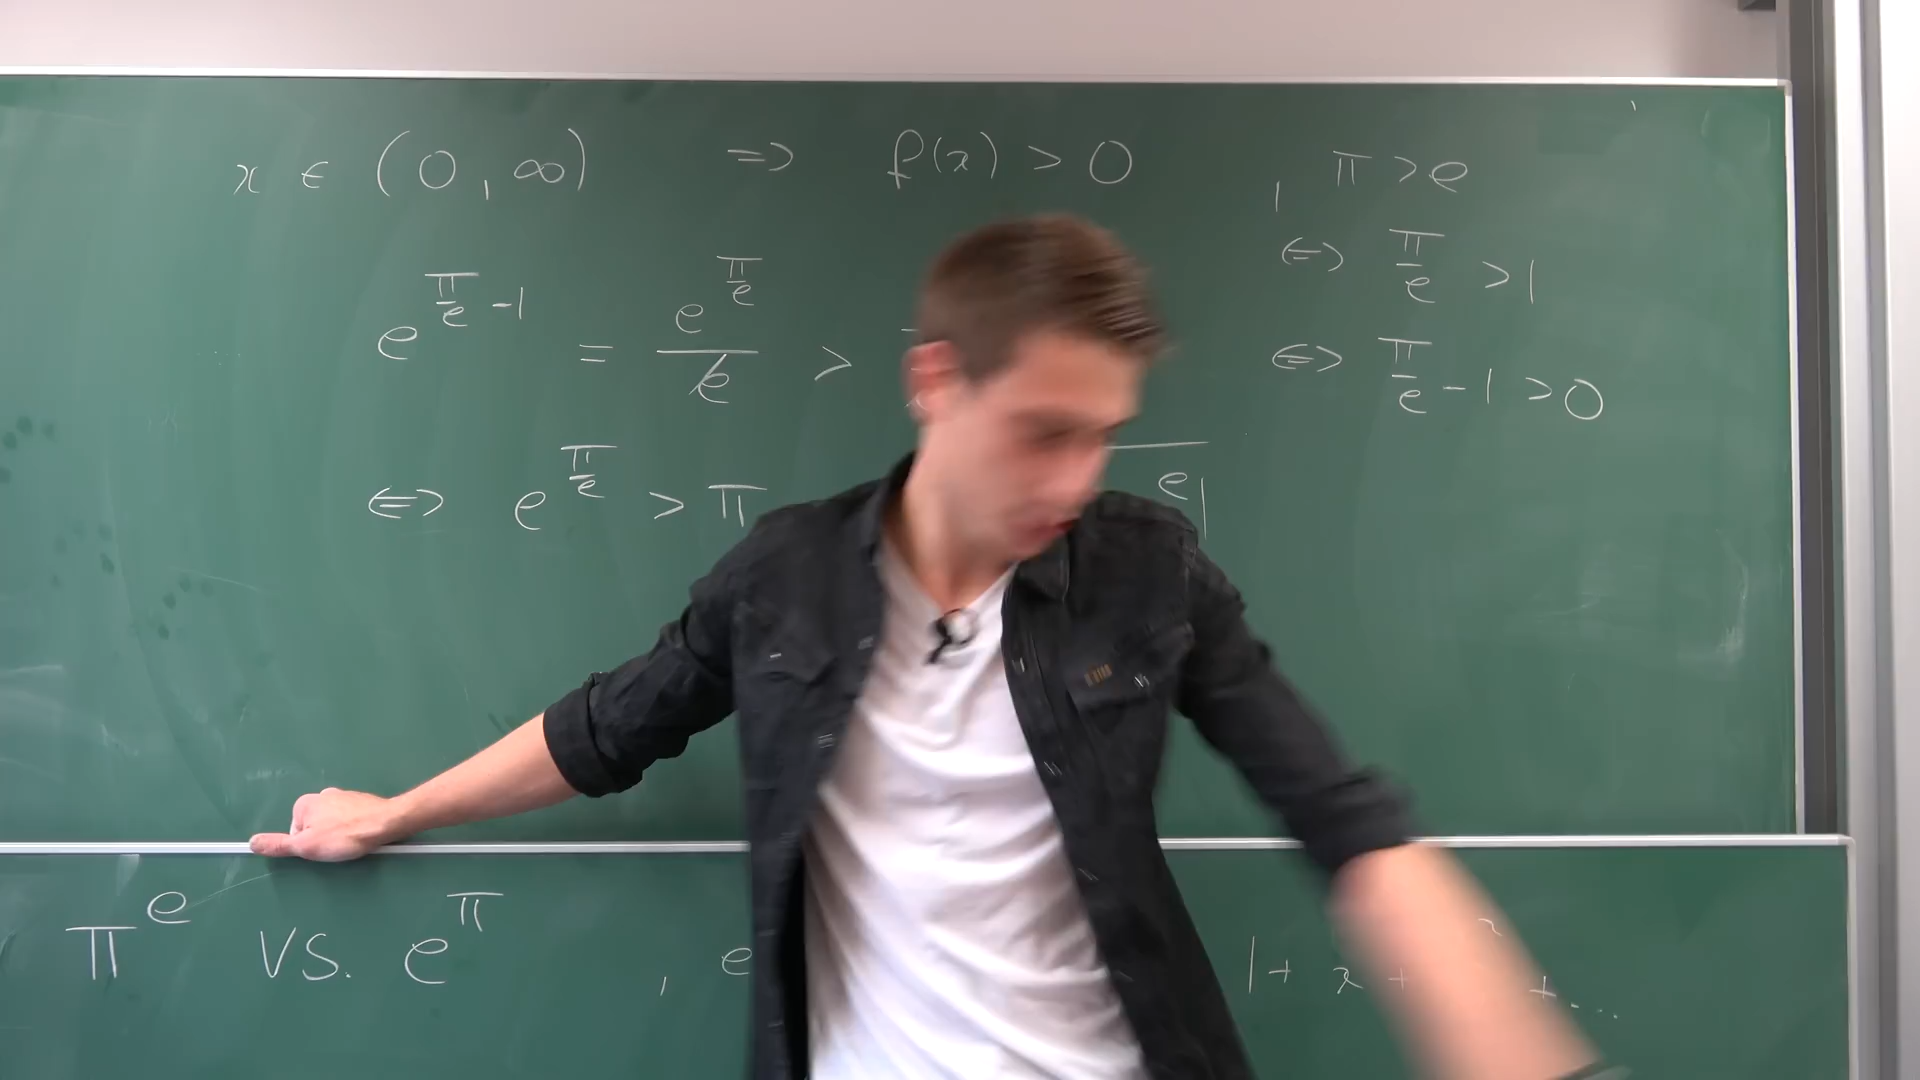 x ∈ (0, ∞) => f(x) > 0 , π > e
<=> π/e > 1
e^(π/e - 1) = e^(π/e)/e >
<=> π/e - 1 > 0
<=> e^(π/e) > π e
π^e VS. e^π , e 1 + x + + ...